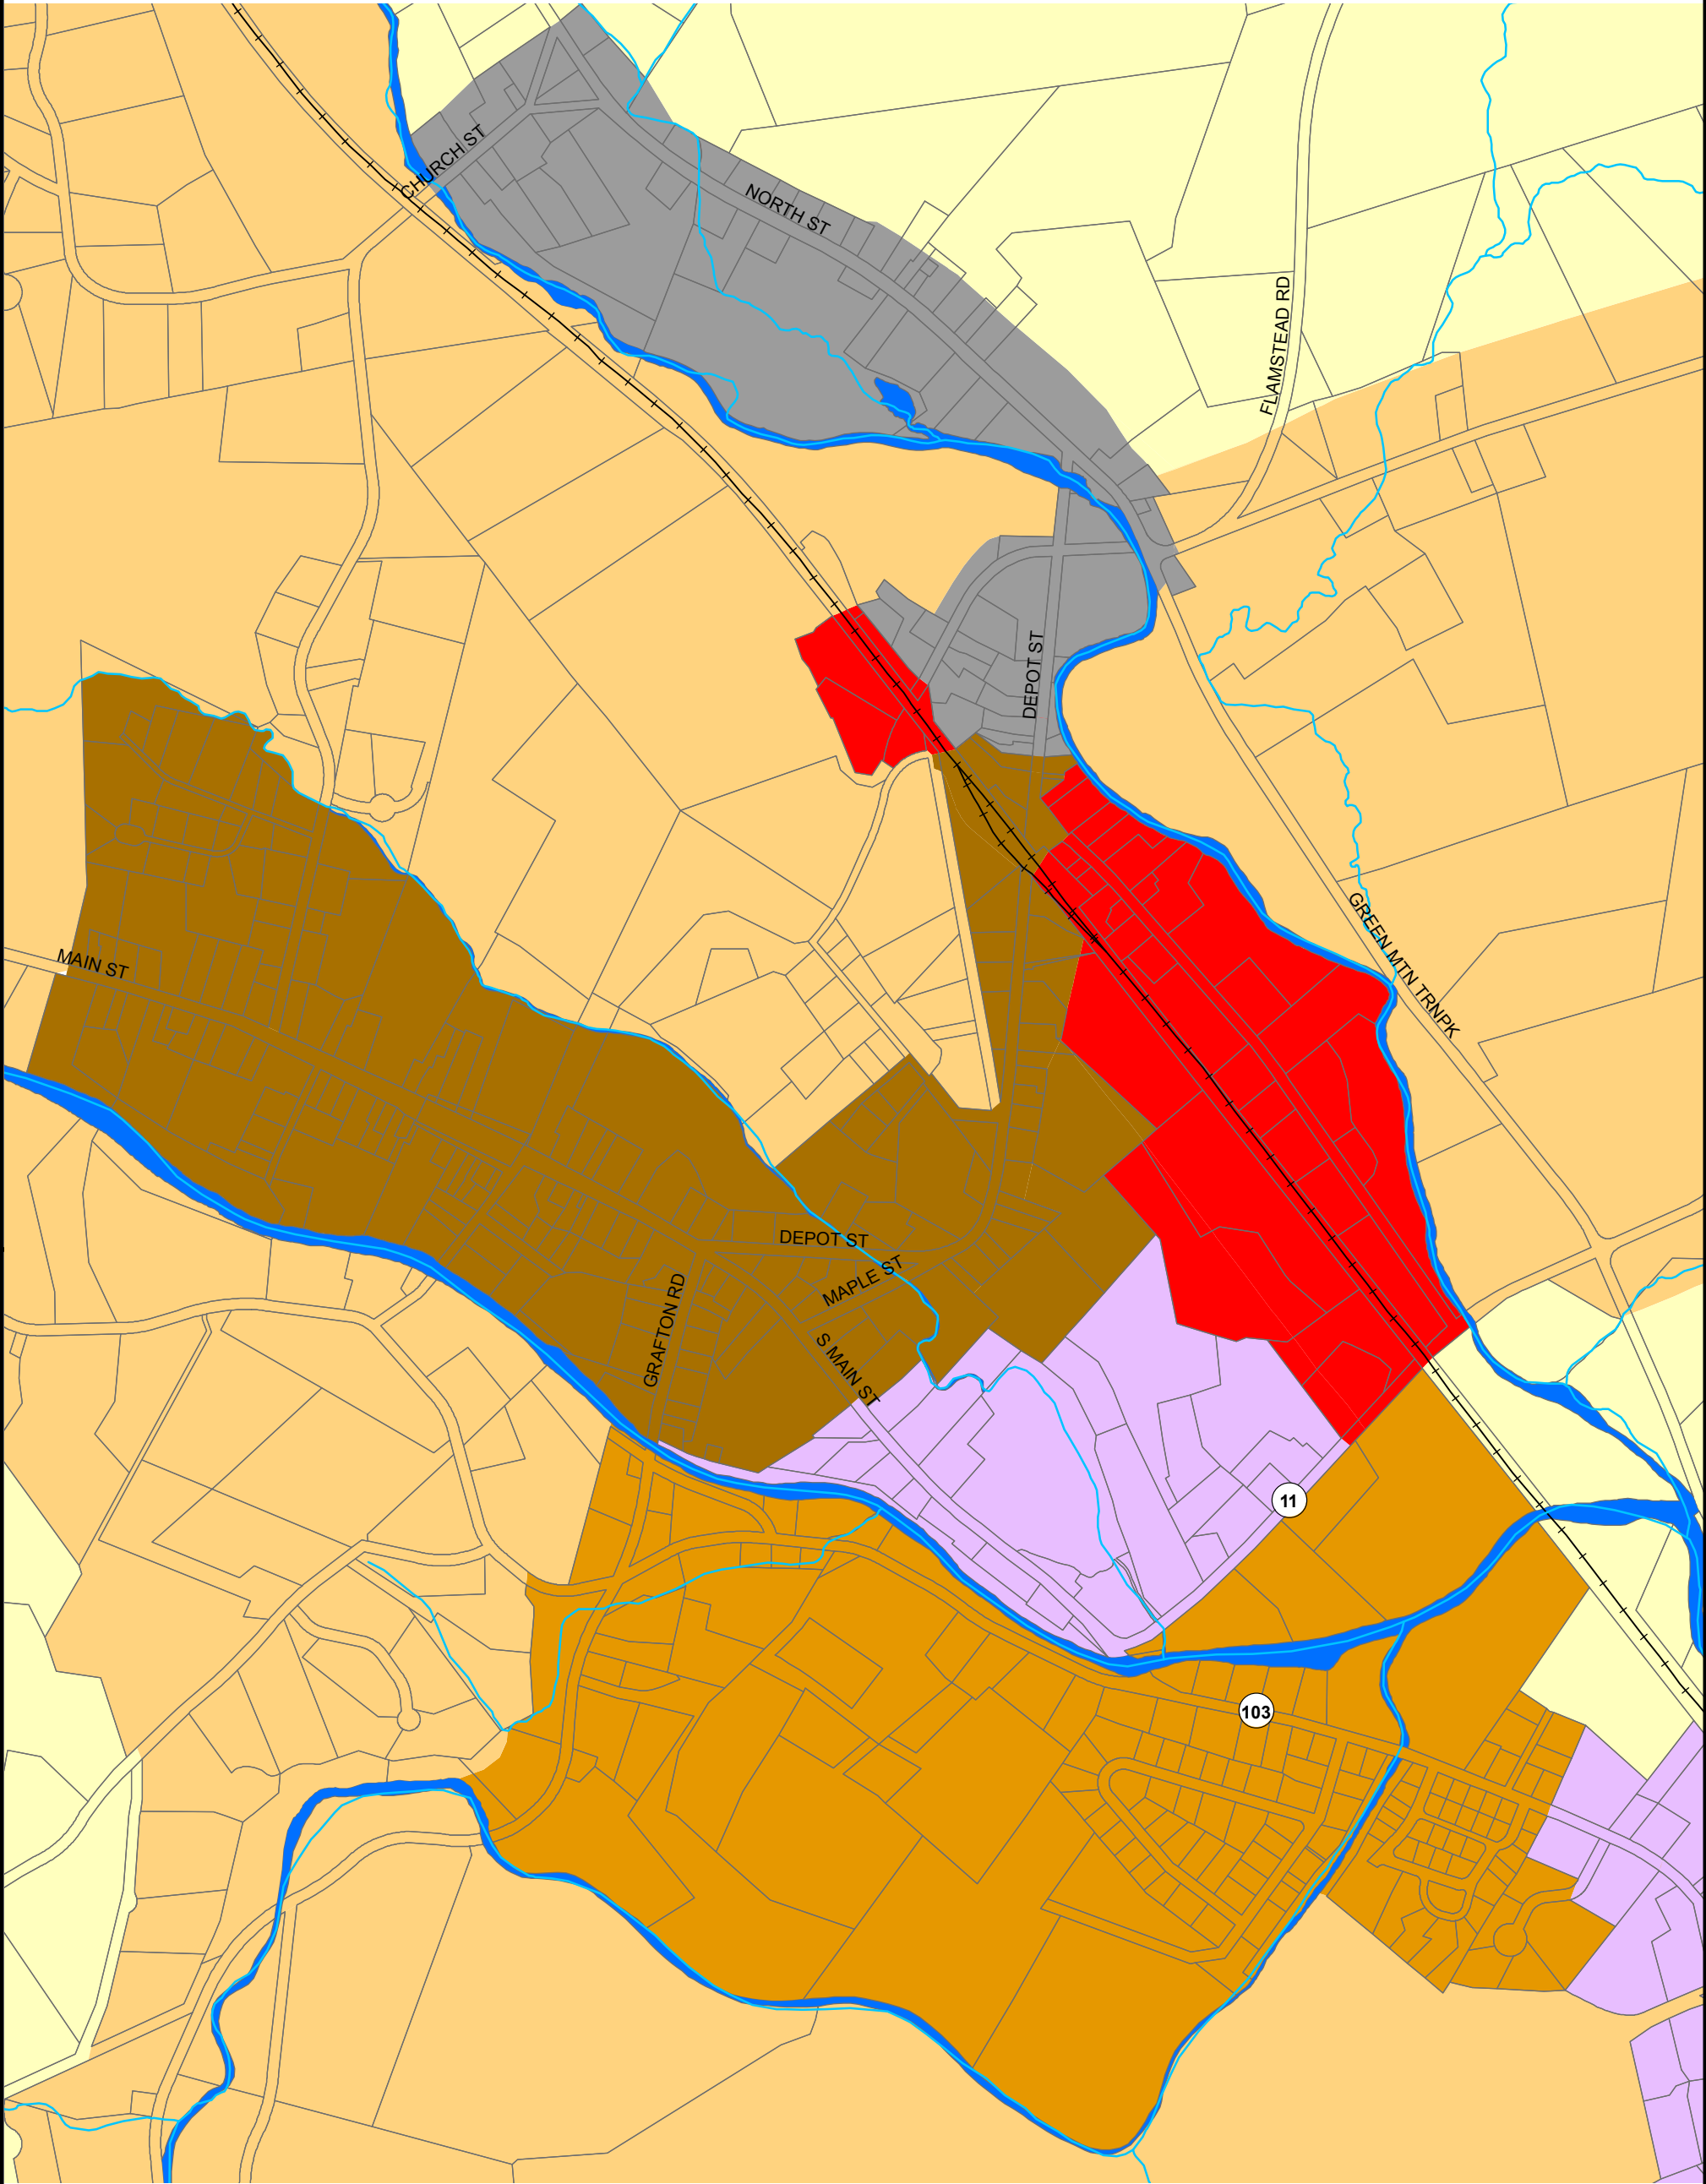 CHURCH ST
NORTH ST
FLAMSTEAD RD
DEPOT ST
GREEN MTN TRNPK
MAIN ST
DEPOT ST
MAPLE ST
GRAFTON RD
S MAIN ST
11
103